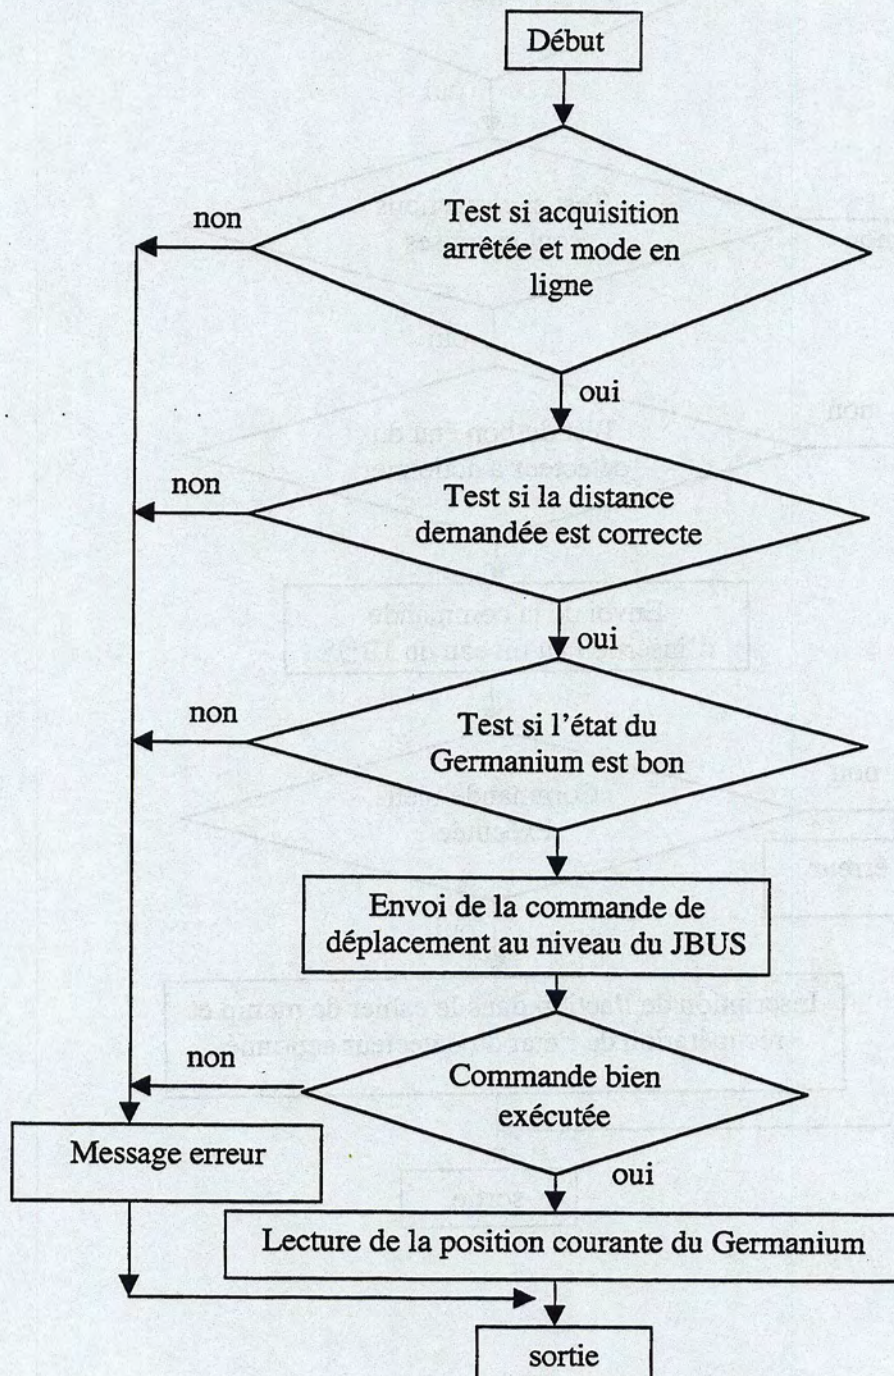 Début
Test si acquisition
arrêtée et mode en
ligne
non
oui
Test si la distance
demandée est correcte
non
oui
Test si l'état du
Germanium est bon
non
Envoi de la commande de
déplacement au niveau du JBUS
Commande bien
exécutée
non
oui
Message erreur
Lecture de la position courante du Germanium
sortie